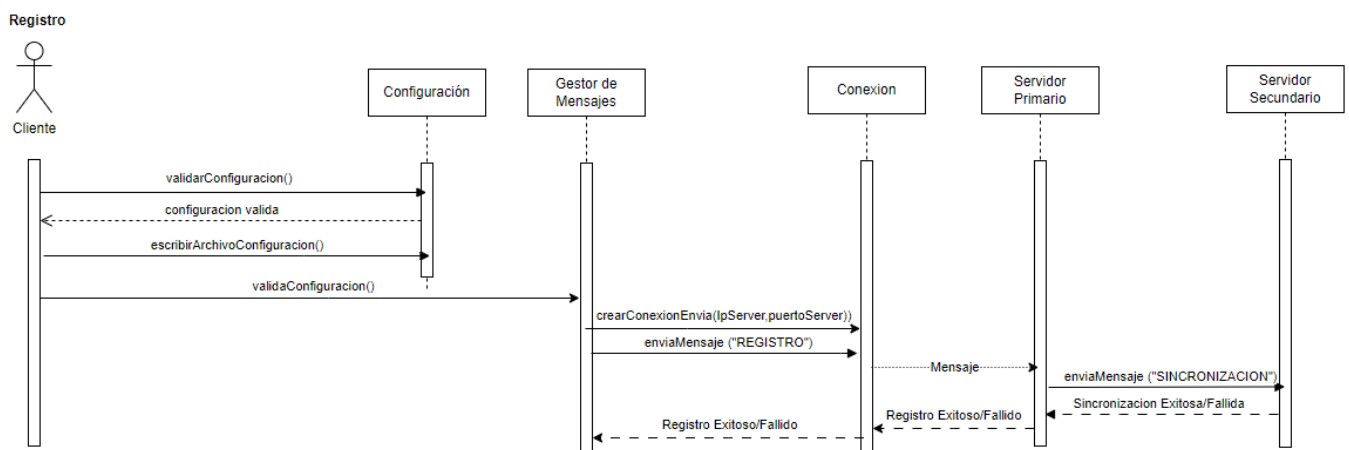 Registro
Cliente
Configuración
Gestor de
Mensajes
Conexion
Servidor
Primario
Servidor
Secundario
validarConfiguracion()
configuracion valida
escribirArchivoConfiguracion()
validaConfiguracion()
crearConexionEnvia(IpServer,puertoServer))
enviaMensaje ("REGISTRO")
Mensaje
enviaMensaje ("SINCRONIZACION")
Sincronizacion Exitosa/Fallida
Registro Exitoso/Fallido
Registro Exitoso/Fallido